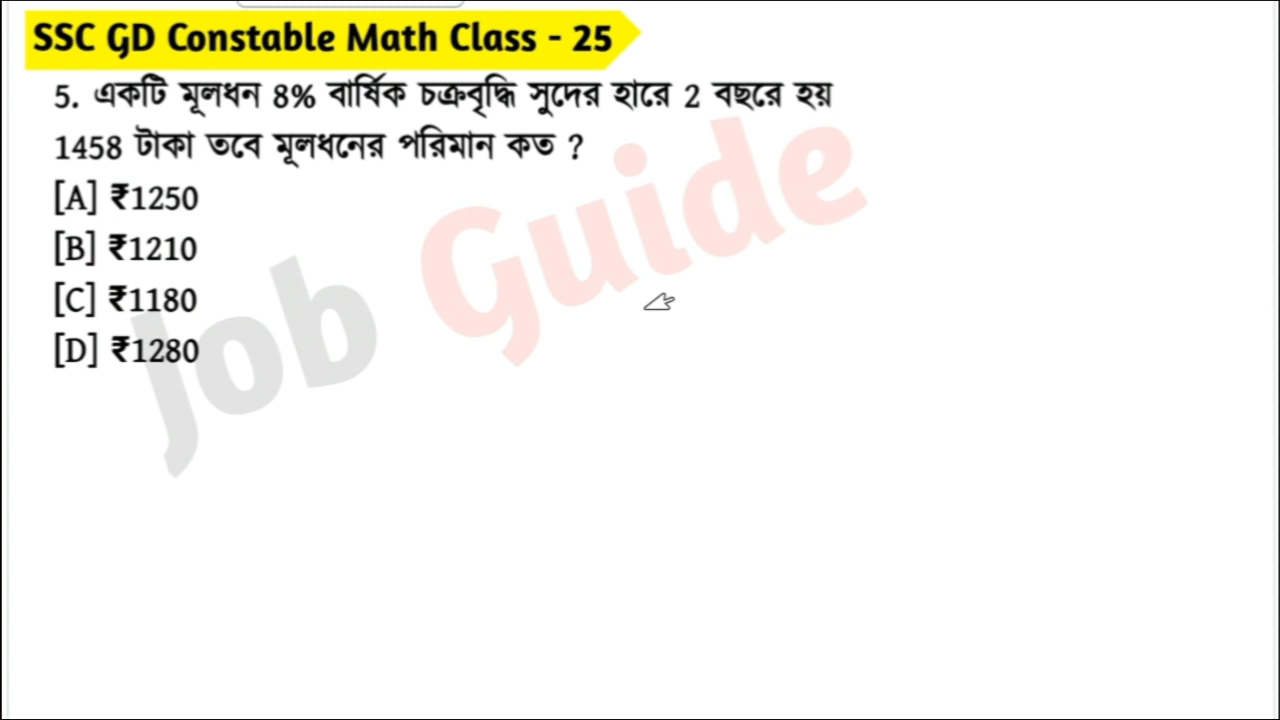 SSC GD Constable Math Class - 25
5. একটি মূলধন 8% বার্ষিক চক্রবৃদ্ধি সুদের হারে 2 বছরে হয়
1458 টাকা তবে মূলধনের পরিমান কত ?
[A] ₹1250
[B] ₹1210
[C] ₹1180
[D] ₹1280
Job Guide